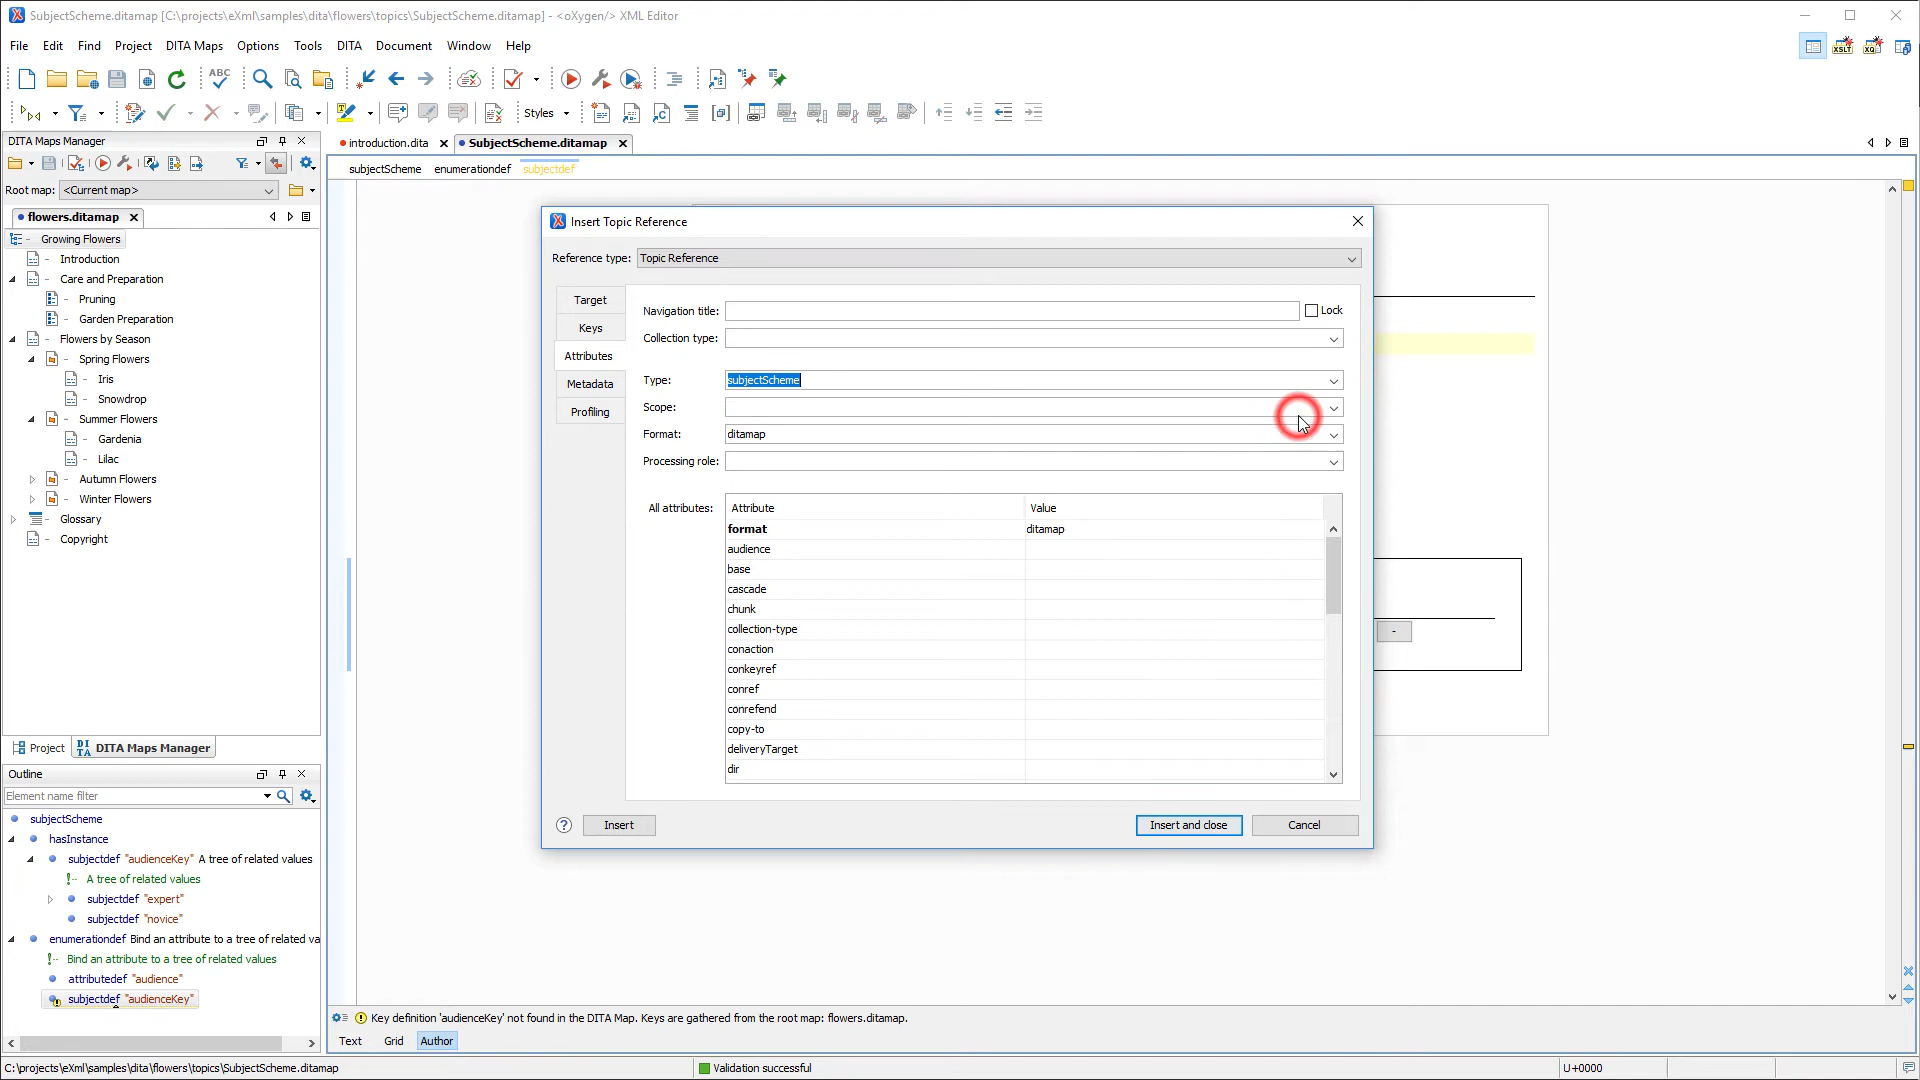 SubjectScheme.ditamap [C:\projects\eXml\samples\dita\flowers\topics\SubjectScheme.ditamap] - <oXygen/> XML Editor
File Edit Find Project DITA Maps Options Tools DITA Document Window Help
Styles
DITA Maps Manager
introduction.dita
SubjectScheme.ditamap
Root map: <Current map>
subjectScheme enumerationdef subjectdef
flowers.ditamap
Growing Flowers
Introduction
Care and Preparation
Pruning
Garden Preparation
Flowers by Season
Spring Flowers
Iris
Snowdrop
Summer Flowers
Gardenia
Lilac
Autumn Flowers
Winter Flowers
Glossary
Copyright
Insert Topic Reference
Reference type: Topic Reference
Target
Keys
Attributes
Metadata
Profiling
Navigation title:
Lock
Collection type:
Type: subjectScheme
Scope:
Format: ditamap
Processing role:
All attributes:
Attribute Value
format ditamap
audience
base
cascade
chunk
collection-type
conaction
conkeyref
conref
conrefend
copy-to
deliveryTarget
dir
-
? Insert Insert and close Cancel
Project DITA Maps Manager
Outline
Element name filter
subjectScheme
hasInstance
subjectdef "audienceKey" A tree of related values
A tree of related values
subjectdef "expert"
subjectdef "novice"
enumerationdef Bind an attribute to a tree of related va
Bind an attribute to a tree of related values
attributedef "audience"
subjectdef "audienceKey"
Key definition 'audienceKey' not found in the DITA Map. Keys are gathered from the root map: flowers.ditamap.
Text Grid Author
C:\projects\eXml\samples\dita\flowers\topics\SubjectScheme.ditamap
Validation successful
U+0000